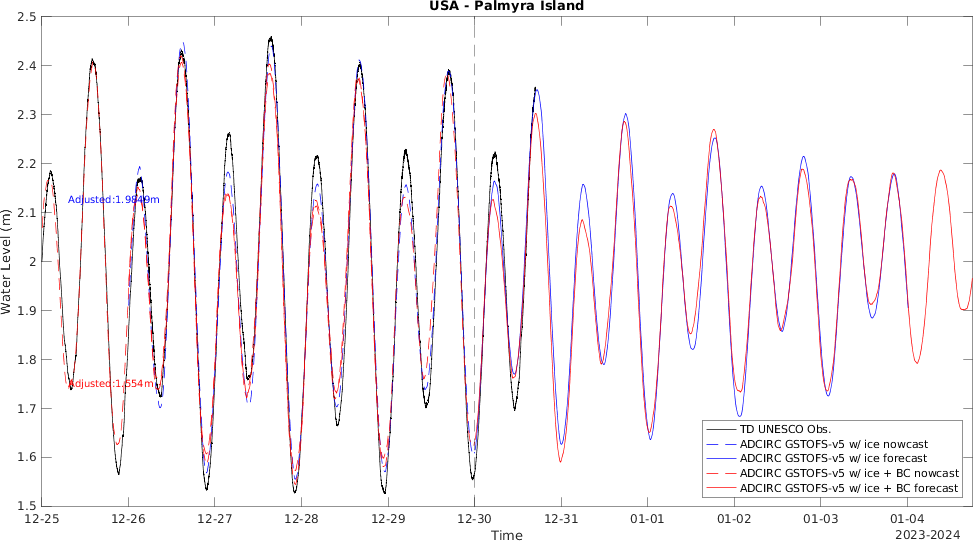 USA - Palmyra Island
2.5
2.4
2.3
2.2
2.1
2
1.9
1.8
1.7
1.6
1.5
Water Level (m)
Adjusted:1.9849m
TD UNESCO Obs.
ADCIRC GSTOFS-v5 w/ ice nowcast
ADCIRC GSTOFS-v5 w/ ice forecast
ADCIRC GSTOFS-v5 w/ ice + BC nowcast
ADCIRC GSTOFS-v5 w/ ice + BC forecast
12-25 12-26 12-27 12-28 12-29 12-30 12-31 01-01 01-02 01-03 01-04
Time
2023-2024